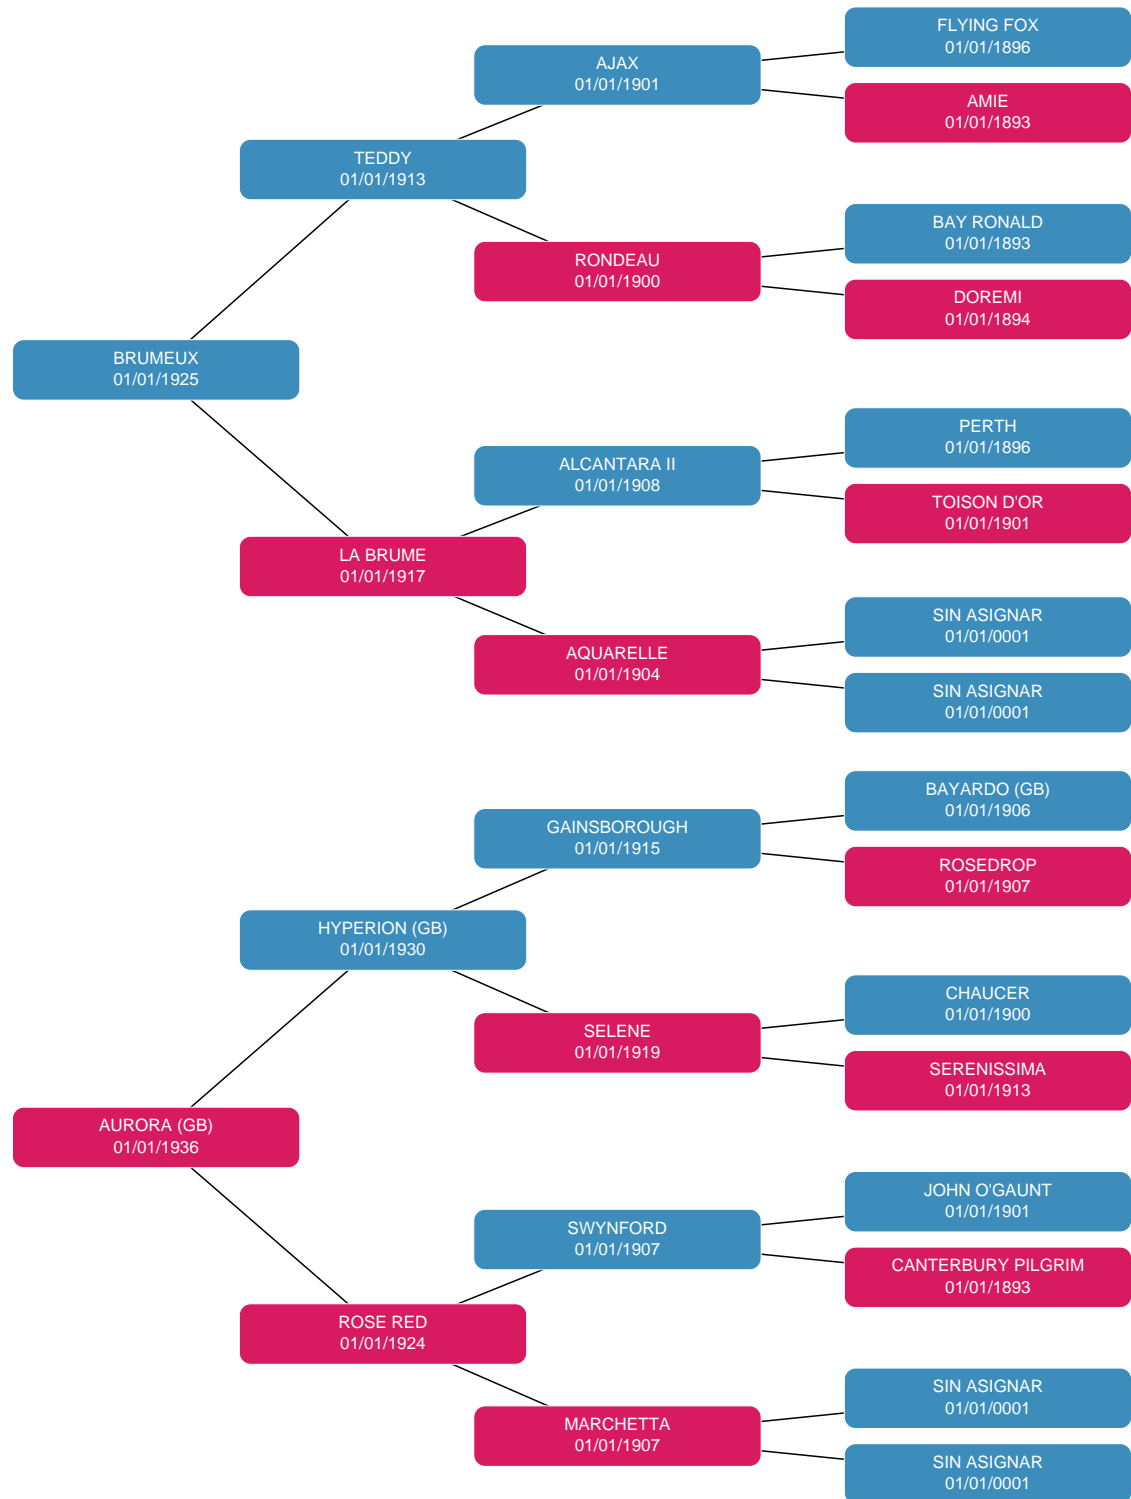 FLYING FOX
01/01/1896
AJAX
01/01/1901
AMIE
01/01/1893
TEDDY
01/01/1913
BAY RONALD
01/01/1893
RONDEAU
01/01/1900
DOREMI
01/01/1894
BRUMEUX
01/01/1925
PERTH
01/01/1896
ALCANTARA II
01/01/1908
TOISON D'OR
01/01/1901
LA BRUME
01/01/1917
SIN ASIGNAR
01/01/0001
AQUARELLE
01/01/1904
SIN ASIGNAR
01/01/0001
BAYARDO (GB)
01/01/1906
GAINSBOROUGH
01/01/1915
ROSEDROP
01/01/1907
HYPERION (GB)
01/01/1930
CHAUCER
01/01/1900
SELENE
01/01/1919
SERENISSIMA
01/01/1913
AURORA (GB)
01/01/1936
JOHN O'GAUNT
01/01/1901
SWYNFORD
01/01/1907
CANTERBURY PILGRIM
01/01/1893
ROSE RED
01/01/1924
SIN ASIGNAR
01/01/0001
MARCHETTA
01/01/1907
SIN ASIGNAR
01/01/0001